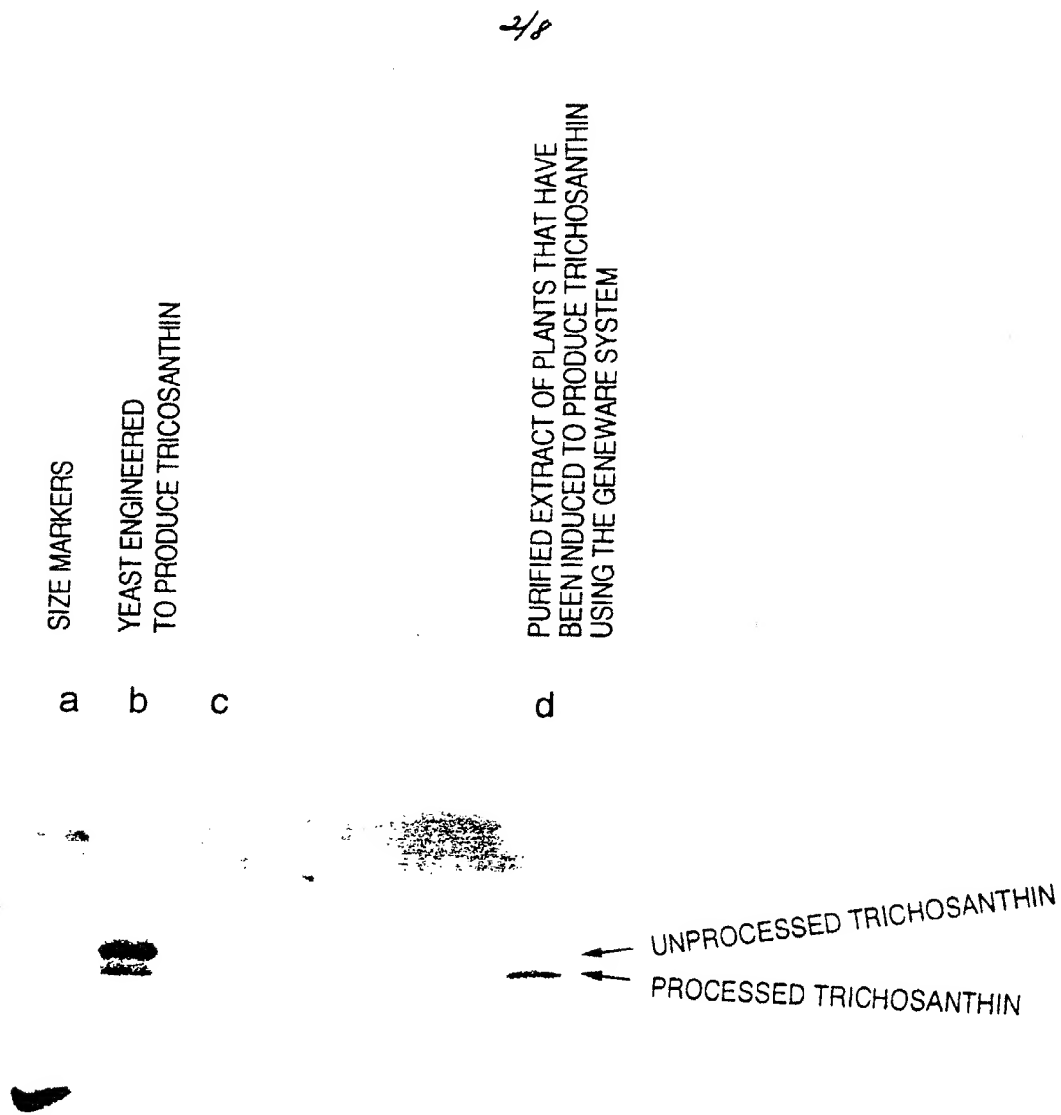 2/8
SIZE MARKERS
YEAST ENGINEERED
TO PRODUCE TRICOSANTHIN
PURIFIED EXTRACT OF PLANTS THAT HAVE
BEEN INDUCED TO PRODUCE TRICHOSANTHIN
USING THE GENEWARE SYSTEM
a b c d
UNPROCESSED TRICHOSANTHIN
PROCESSED TRICHOSANTHIN